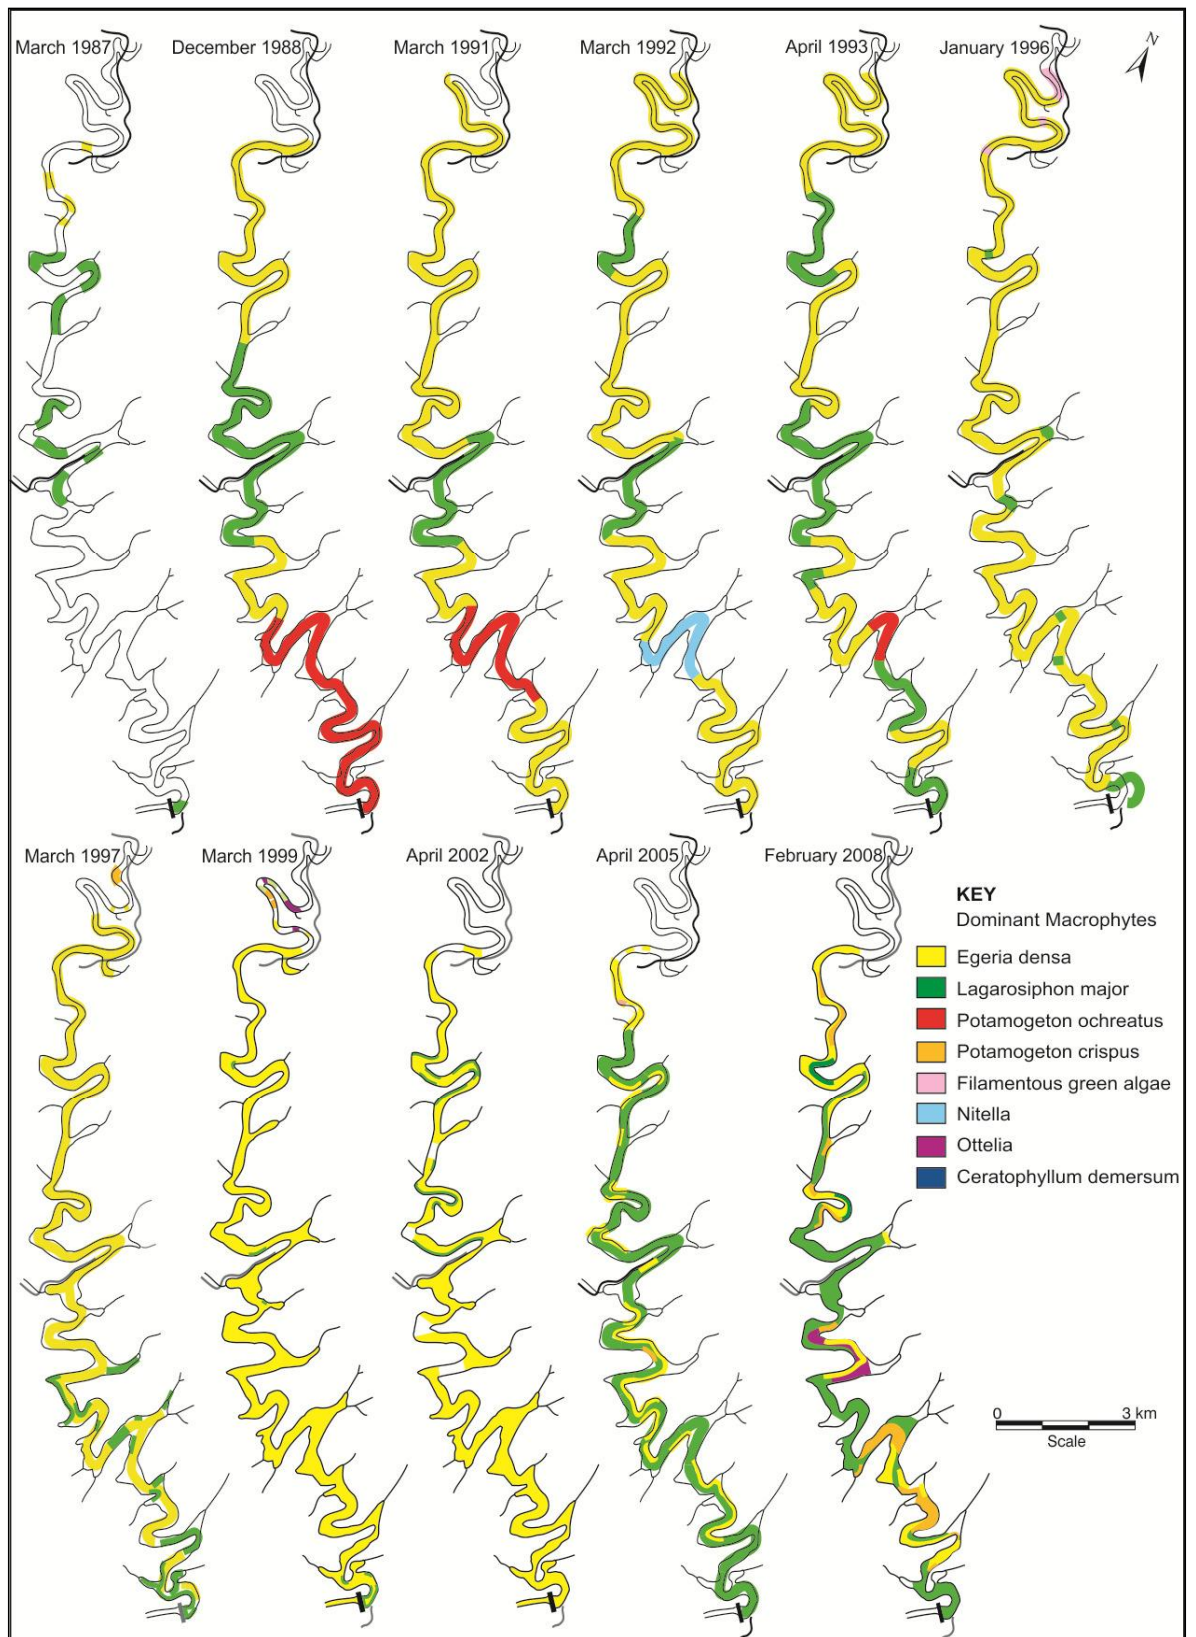 March 1987
December 1988
March 1991
March 1992
April 1993
January 1996
N
March 1997
March 1999
April 2002
April 2005
February 2008
KEY
Dominant Macrophytes
Egeria densa
Lagarosiphon major
Potamogeton ochreatus
Potamogeton crispus
Filamentous green algae
Nitella
Ottelia
Ceratophyllum demersum
0 3 km
Scale